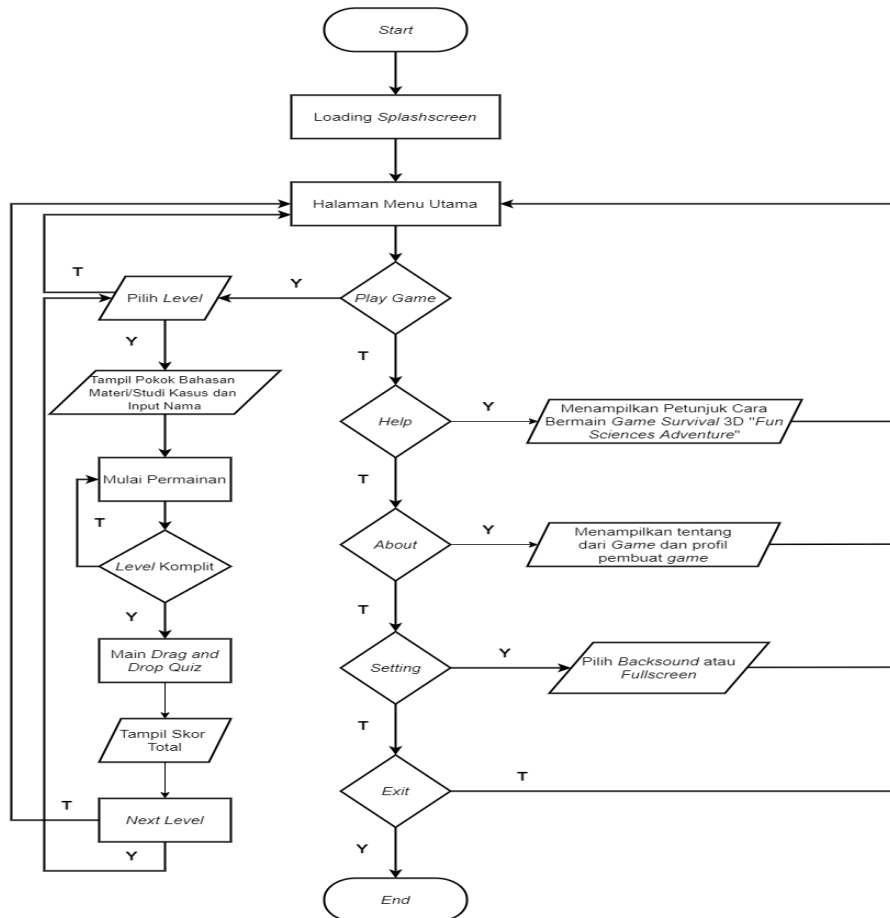 Start
Loading Splashscreen
Halaman Menu Utama
T
Pilih Level
Y
Play Game
Y
T
Tampil Pokok Bahasan
Materi/Studi Kasus dan
Input Nama
Help
Y
Menampilkan Petunjuk Cara
Bermain Game Survival 3D "Fun
Sciences Adventure"
Mulai Permainan
T
T
Level Komplit
About
Y
Menampilkan tentang
dari Game dan profil
pembuat game
Y
T
Main Drag and
Drop Quiz
Setting
Y
Pilih Backsound atau
Fullscreen
Tampil Skor
Total
T
T
Next Level
Exit
T
Y
Y
End